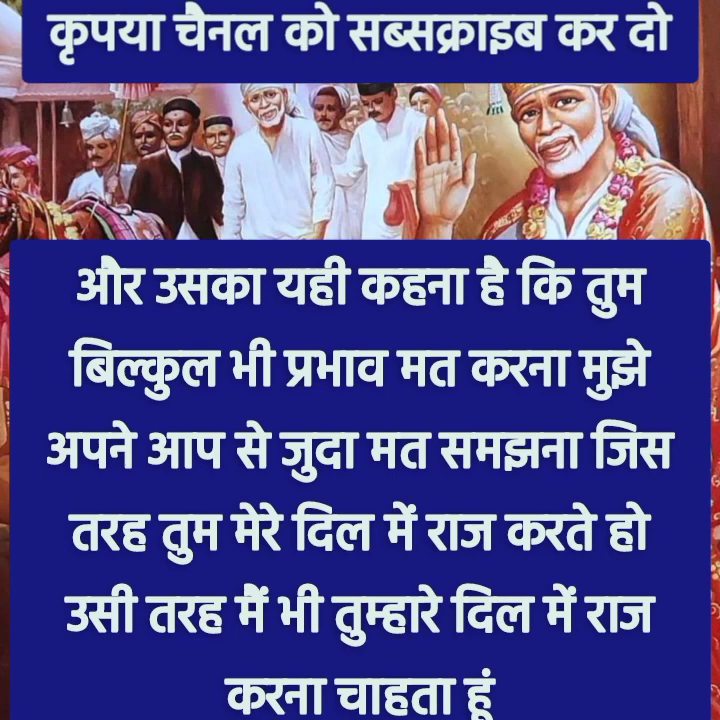 कृपया चैनल को सब्सक्राइब कर दो
और उसका यही कहना है कि तुम
बिल्कुल भी प्रभाव मत करना मुझे
अपने आप से जुदा मत समझना जिस
तरह तुम मेरे दिल में राज करते हो
उसी तरह मैं भी तुम्हारे दिल में राज
करना चाहता हूं